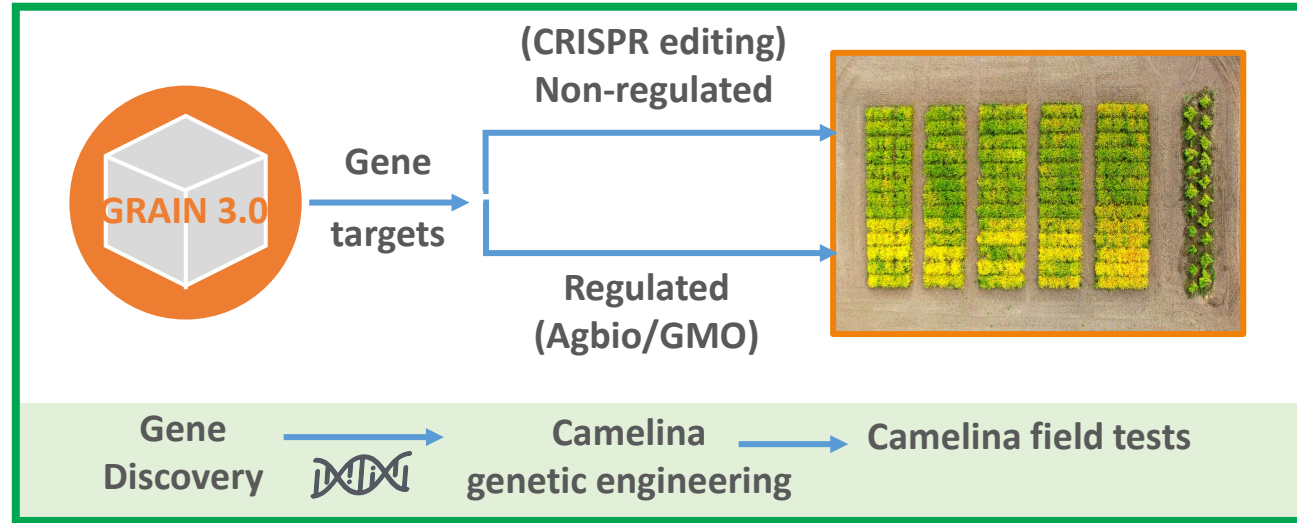 (CRISPR editing)
Non-regulated
GRAIN 3.0
Gene
targets
Regulated
(Agbio/GMO)
Gene
Discovery
Camelina
genetic engineering
Camelina field tests